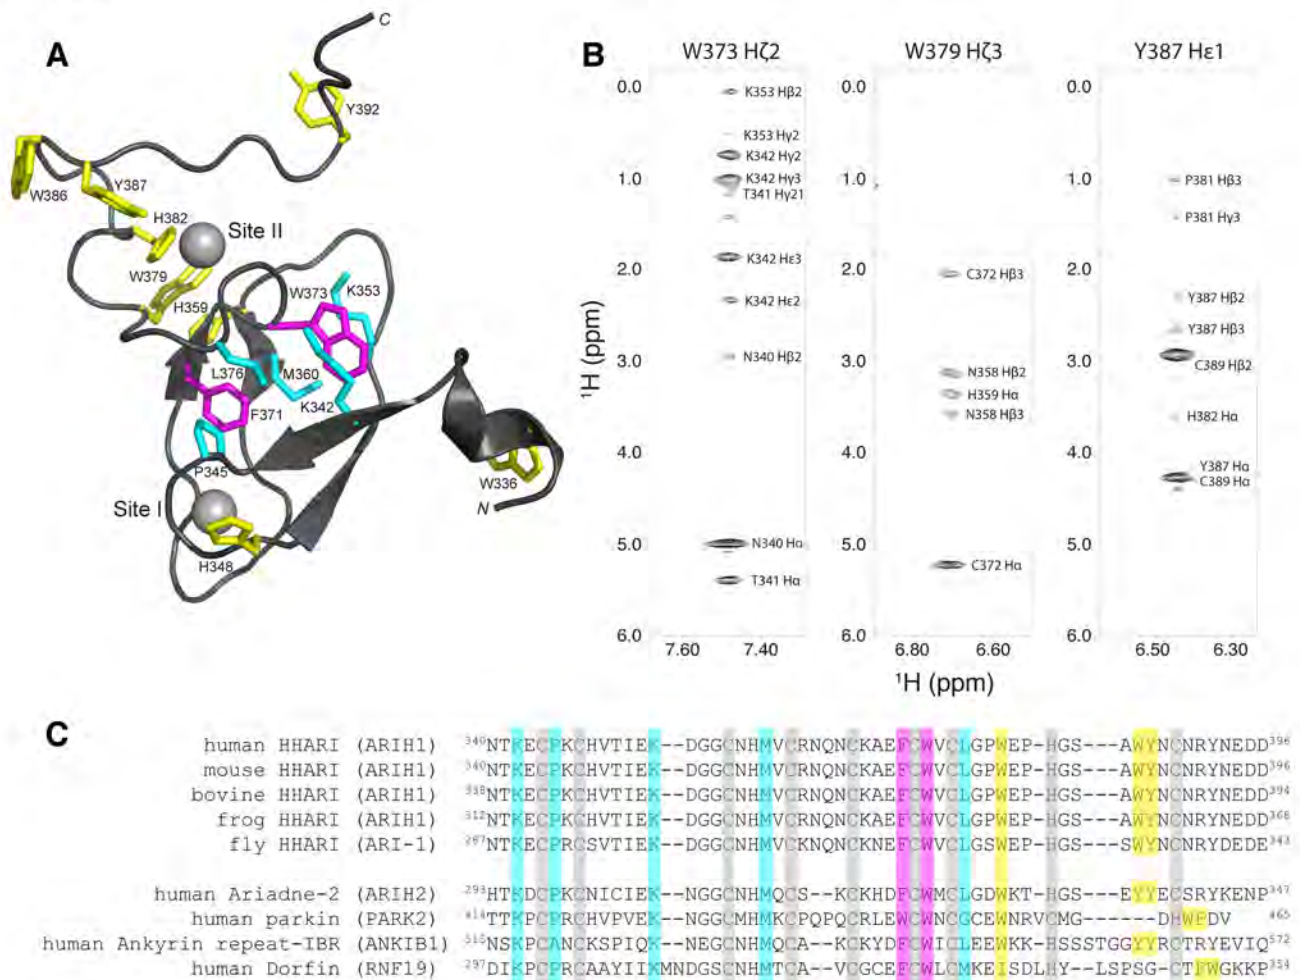 A
C
Y392
W386
Y387
H382
Site II
W379
H359
W373
K353
L376
M360
F371
K342
P345
W336
N
Site I
H348
B
W373 Hζ2
W379 Hζ3
Y387 Hε1
0.0
1.0
2.0
3.0
4.0
5.0
6.0
¹H (ppm)
K353 Hβ2
K353 Hγ2
K342 Hγ2
K342 Hγ3
T341 Hγ21
K342 Hε3
K342 Hε2
N340 Hβ2
N340 Hα
T341 Hα
7.60 7.40
0.0
1.0
2.0
3.0
4.0
5.0
6.0
C372 Hβ3
N358 Hβ2
H359 Hα
N358 Hβ3
C372 Hα
6.80 6.60
0.0
1.0
2.0
3.0
4.0
5.0
6.0
P381 Hβ3
P381 Hγ3
Y387 Hβ2
Y387 Hβ3
C389 Hβ2
H382 Hα
Y387 Hα
C389 Hα
6.50 6.30
¹H (ppm)
C
human HHARI (ARIH1) ³⁴⁰NTKECPKCHVTIEK--DGGCNHMVCRNQNCKAEFCWVCLGPWEP-HGS---AWYNCNRYNEDD³⁹⁶
mouse HHARI (ARIH1) ³⁴⁰NTKECPKCHVTIEK--DGGCNHMVCRNQNCKAEFCWVCLGPWEP-HGS---AWYNCNRYNEDD³⁹⁶
bovine HHARI (ARIH1) ³³⁸NTKECPKCHVTIEK--DGGCNHMVCRNQNCKAEFCWVCLGPWEP-HGS---AWYNCNRYNEDD³⁹⁴
frog HHARI (ARIH1) ³¹²NTKECPKCHVTIEK--DGGCNHMVCRNQNCKAEFCWVCLGPWEP-HGS---AWYNCNRYNEDD³⁶⁸
fly HHARI (ARI-1) ²⁸⁷NTKECPRCSVTIEK--DGGCNHMVCKNQNCKNEFCWVCLGSWEP-HGS---SWYNCNRYDEDE³⁴³
human Ariadne-2 (ARIH2) ²⁹³HTKDCPKCNICIEK--NGGCNHMQCS--KCKHDFCWMCLGDWKT-HGS---EYYECSRYKENP³⁴⁷
human parkin (PARK2) ⁴¹⁴TTKPCPRCHVPVEK--NGGCMHMKCPQPQCRLEWCWNCGCEWNRVCMG------DHWFDV ⁴⁶⁵
human Ankyrin repeat-IBR (ANKIB1) ⁵¹⁵NSKPCANCKSPIQK--NEGCNHMQCA--KCKYDFCWICLEEWKK-HSSSTGGYYRCTRYEVIQ⁵⁷²
human Dorfin (RNF19) ²⁹⁷DIKPCPRCAAYIIKMNDGSCNHMTCA--VCGCEFCWLCMKEISDLHY--LSPSG-CTFWGKKP³⁵⁴